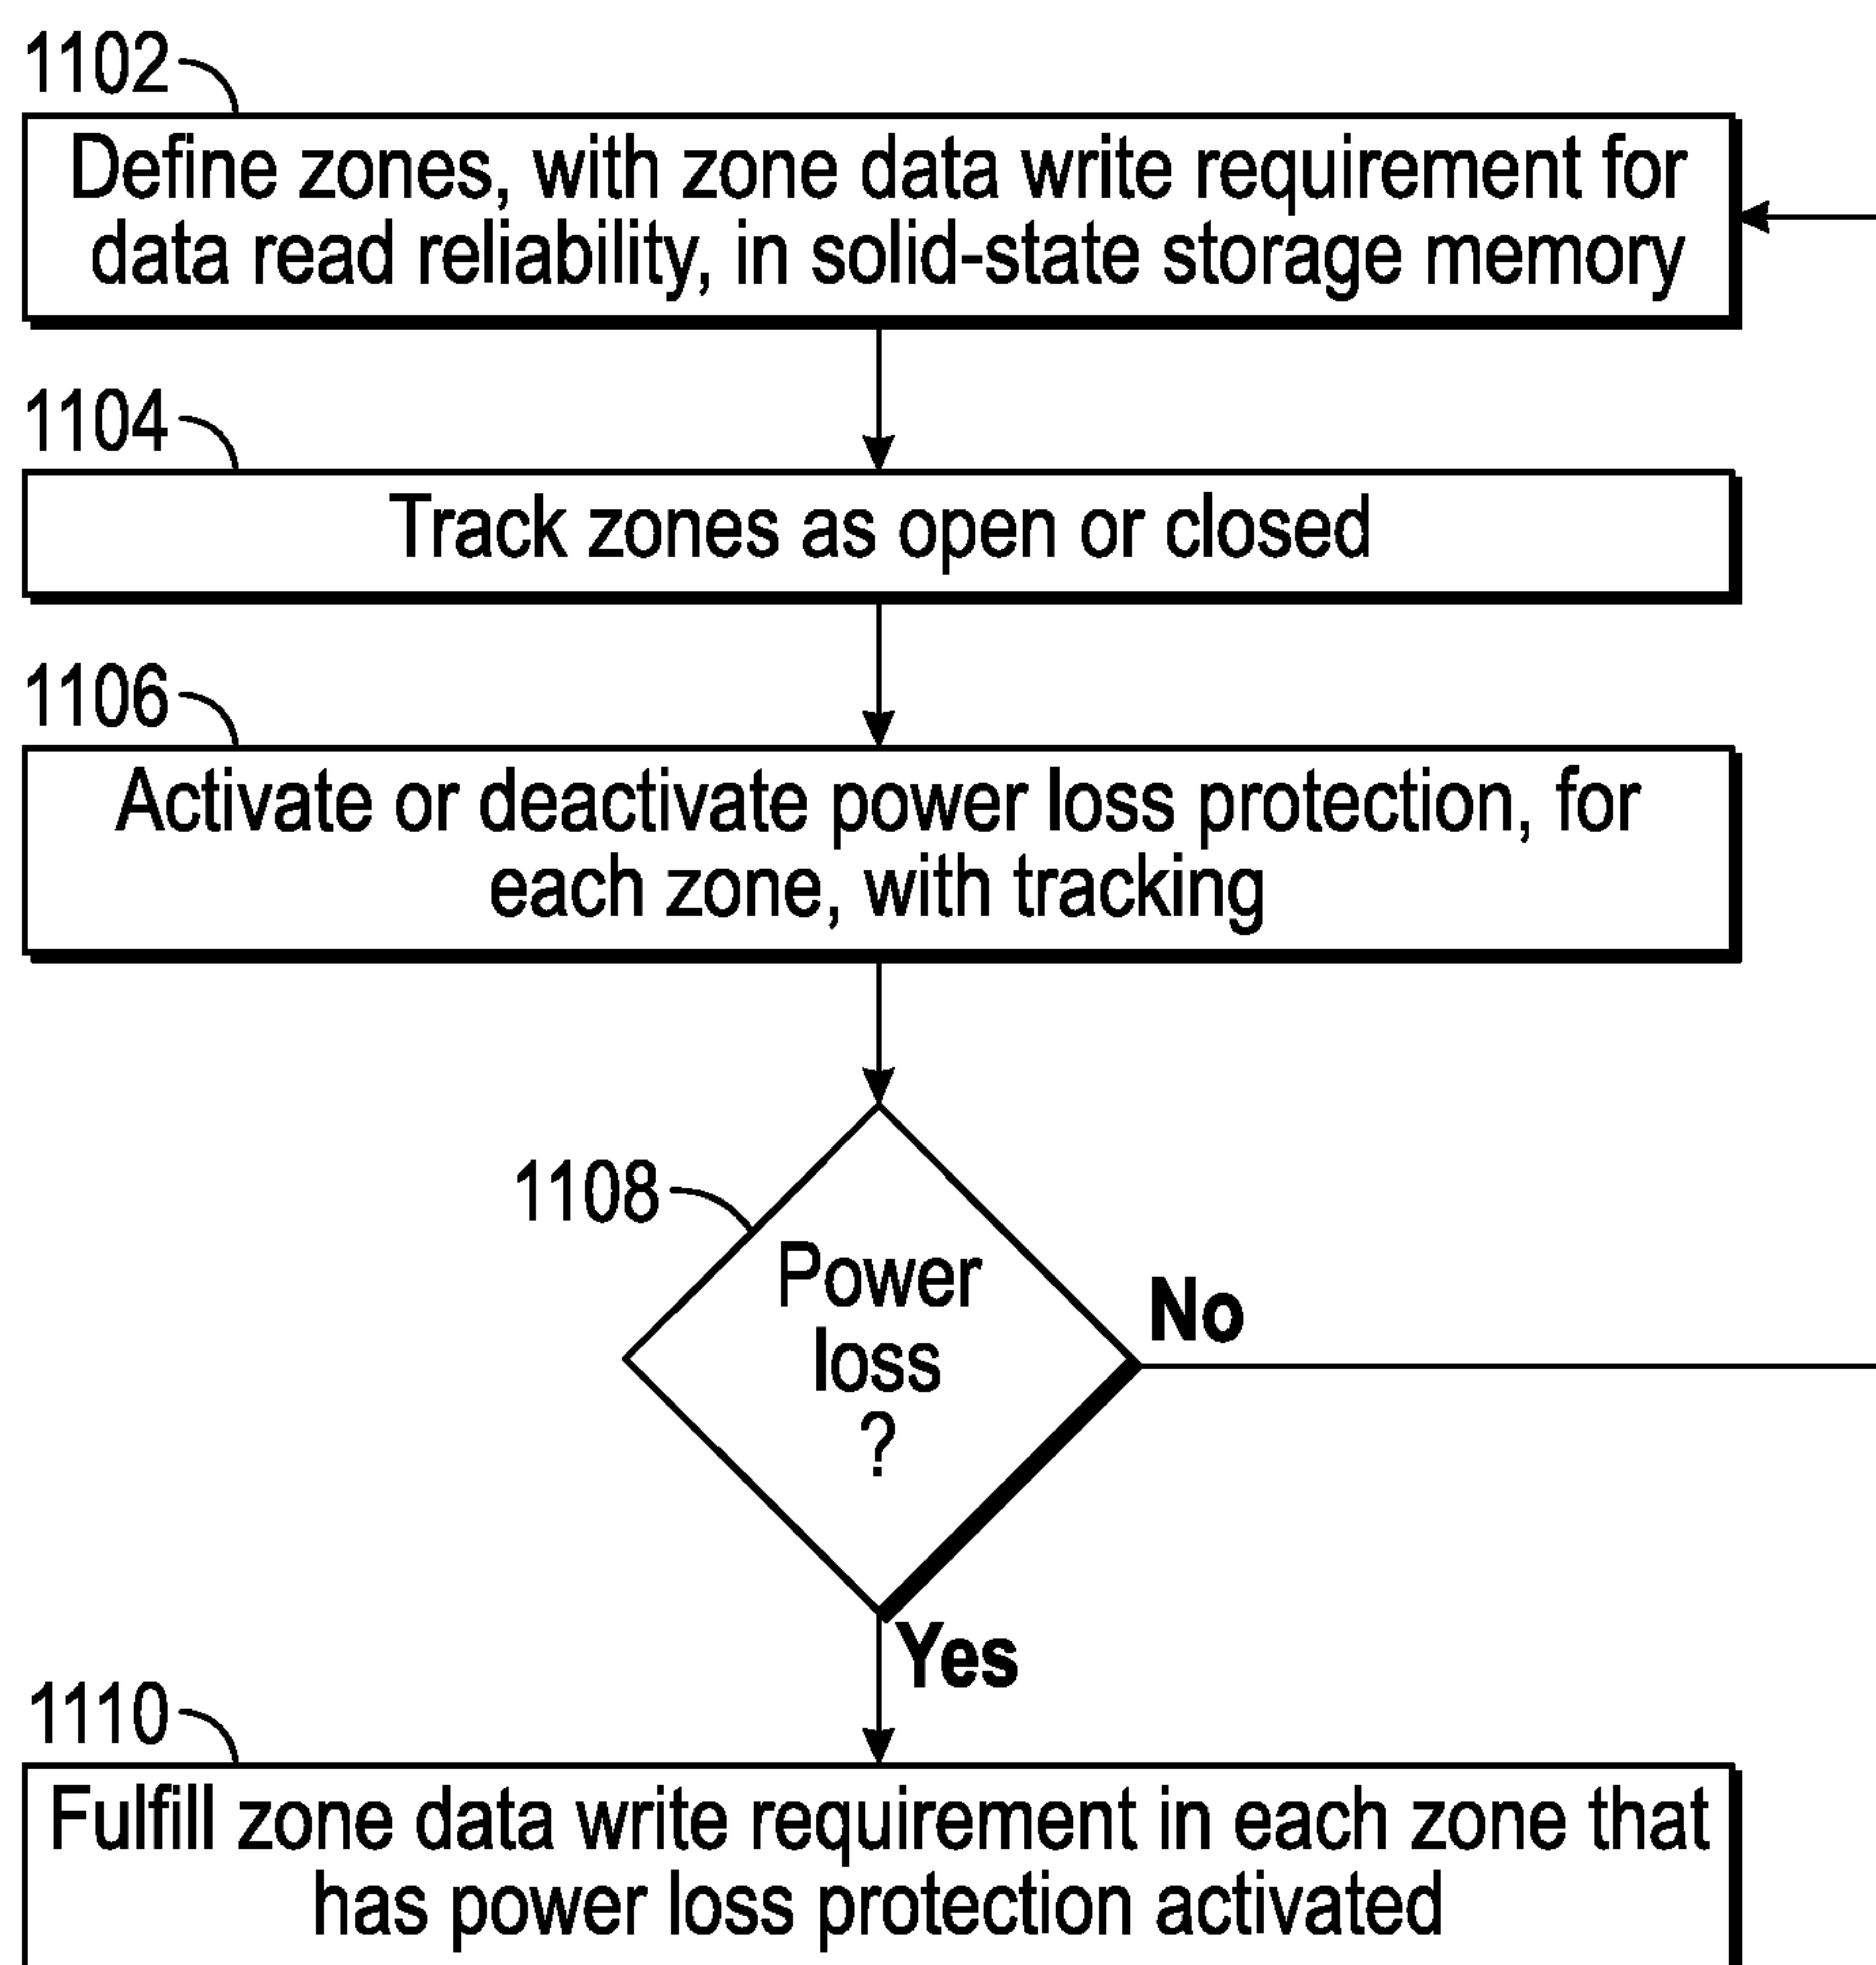 1102
Define zones, with zone data write requirement for
data read reliability, in solid-state storage memory
1104
Track zones as open or closed
1106
Activate or deactivate power loss protection, for
each zone, with tracking
1108
Power
loss
?
No
Yes
1110
Fulfill zone data write requirement in each zone that
has power loss protection activated